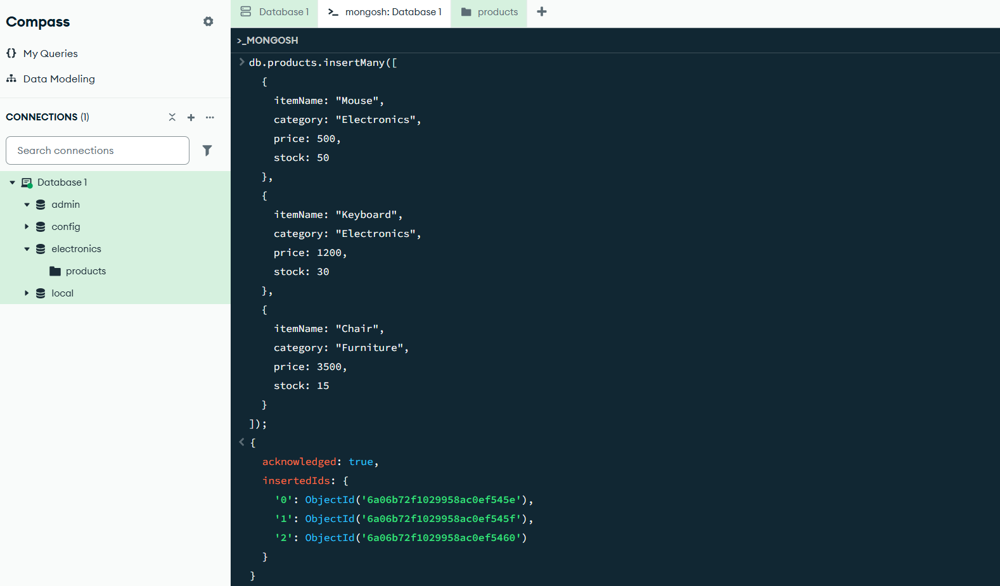 Compass
My Queries
Data Modeling
CONNECTIONS (1)
Search connections
Database 1
admin
config
electronics
products
local
Database 1
mongosh: Database 1
products
>_MONGOSH
db.products.insertMany([
{
itemName: "Mouse",
category: "Electronics",
price: 500,
stock: 50
},
{
itemName: "Keyboard",
category: "Electronics",
price: 1200,
stock: 30
},
{
itemName: "Chair",
category: "Furniture",
price: 3500,
stock: 15
}
]);
{
acknowledged: true,
insertedIds: {
'0': ObjectId('6a06b72f1029958ac0ef545e'),
'1': ObjectId('6a06b72f1029958ac0ef545f'),
'2': ObjectId('6a06b72f1029958ac0ef5460')
}
}